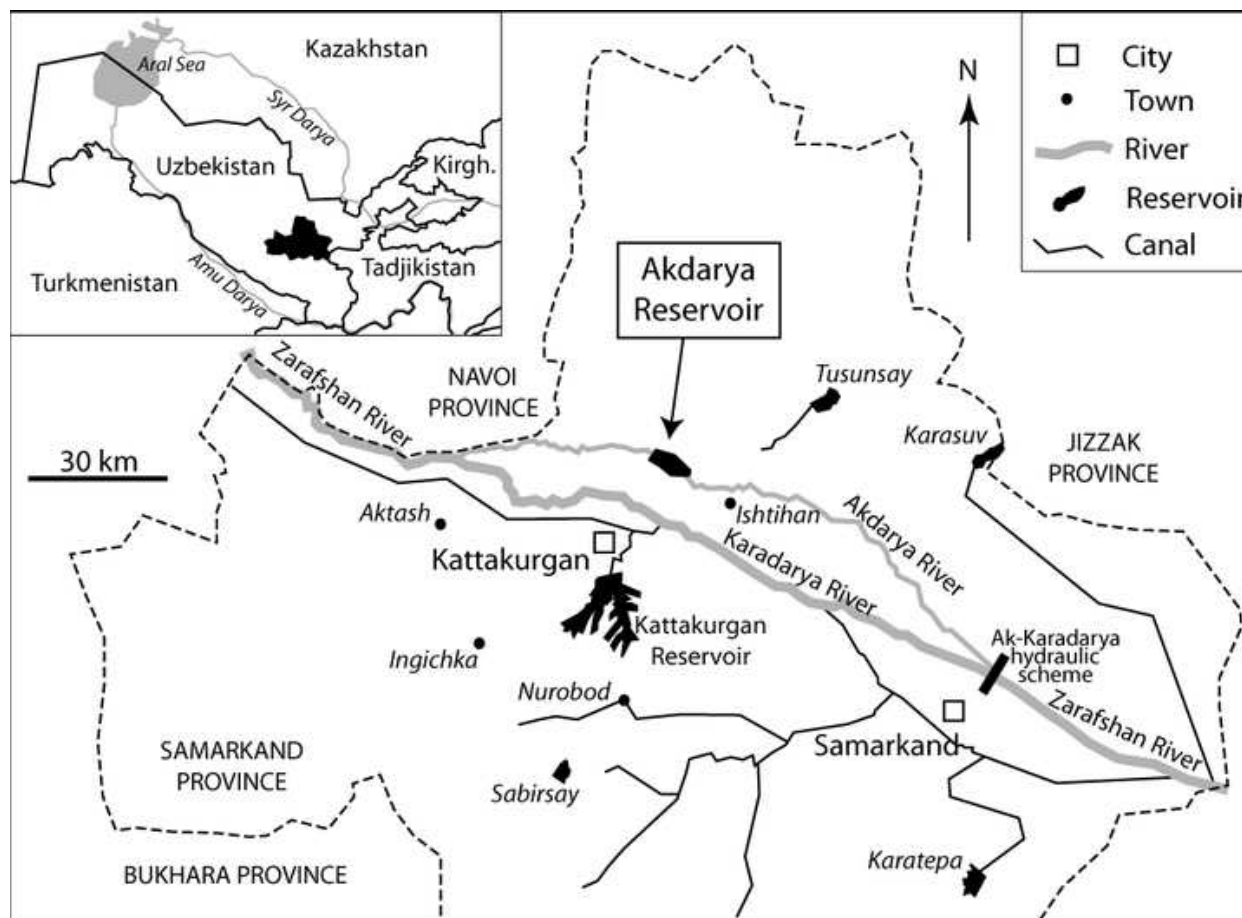 Kazakhstan
Aral Sea
Syr Darya
Uzbekistan
Kirgh.
Turkmenistan
Amu Darya
Tadjikistan
N
City
Town
River
Reservoir
Canal
Akdarya
Reservoir
Zarafshan River
NAVOI
PROVINCE
Tusunsay
Karasuv
JIZZAK
PROVINCE
30 km
Aktash
Ishtihan
Akdarya River
Kattakurgan
Karadarya River
Kattakurgan
Reservoir
Ak-Karadarya
hydraulic
scheme
Ingichka
Nurobod
Zarafshan River
Samarkand
SAMARKAND
PROVINCE
Sabirsay
Karatepa
BUKHARA PROVINCE